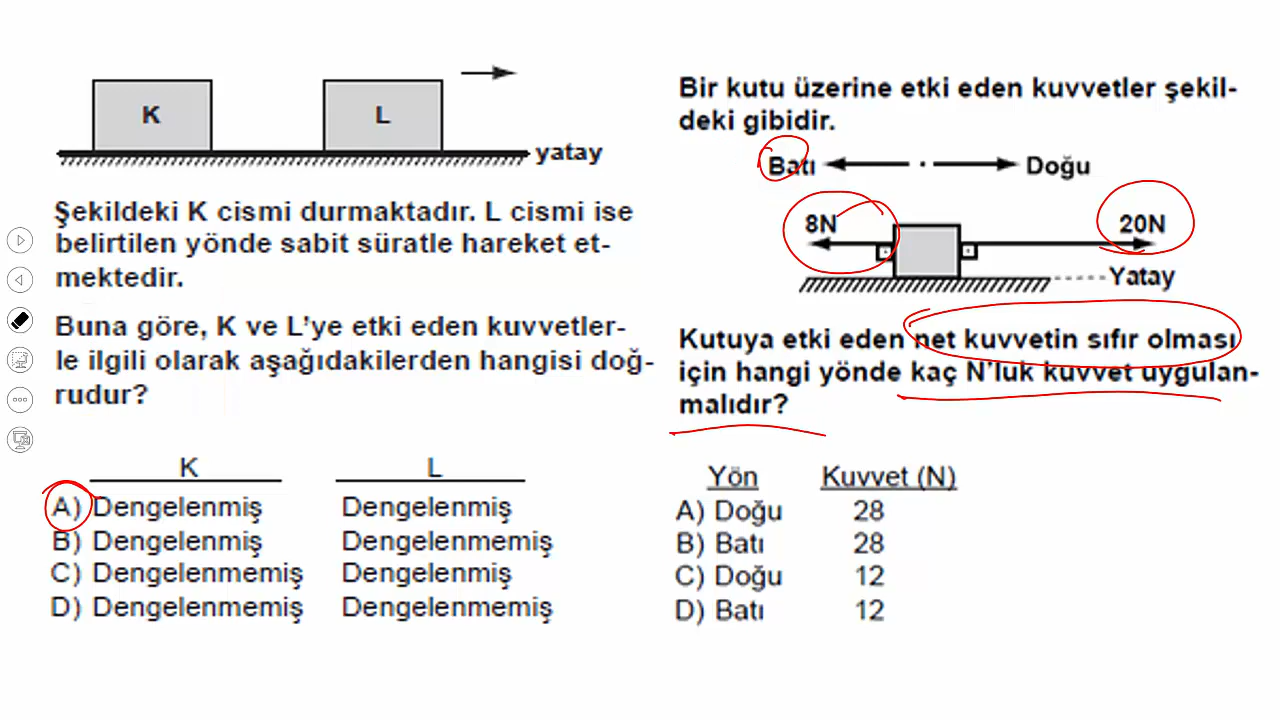 K
L
yatay
Şekildeki K cismi durmaktadır. L cismi ise
belirtilen yönde sabit süratle hareket et-
mektedir.
Buna göre, K ve L'ye etki eden kuvvetler-
le ilgili olarak aşağıdakilerden hangisi doğ-
rudur?
K L
A) Dengelenmiş Dengelenmiş
B) Dengelenmiş Dengelenmemiş
C) Dengelenmemiş Dengelenmiş
D) Dengelenmemiş Dengelenmemiş
Bir kutu üzerine etki eden kuvvetler şekil-
deki gibidir.
Batı Doğu
8N 20N
Yatay
Kutuya etki eden net kuvvetin sıfır olması
için hangi yönde kaç N'luk kuvvet uygulan-
malıdır?
Yön Kuvvet (N)
A) Doğu 28
B) Batı 28
C) Doğu 12
D) Batı 12